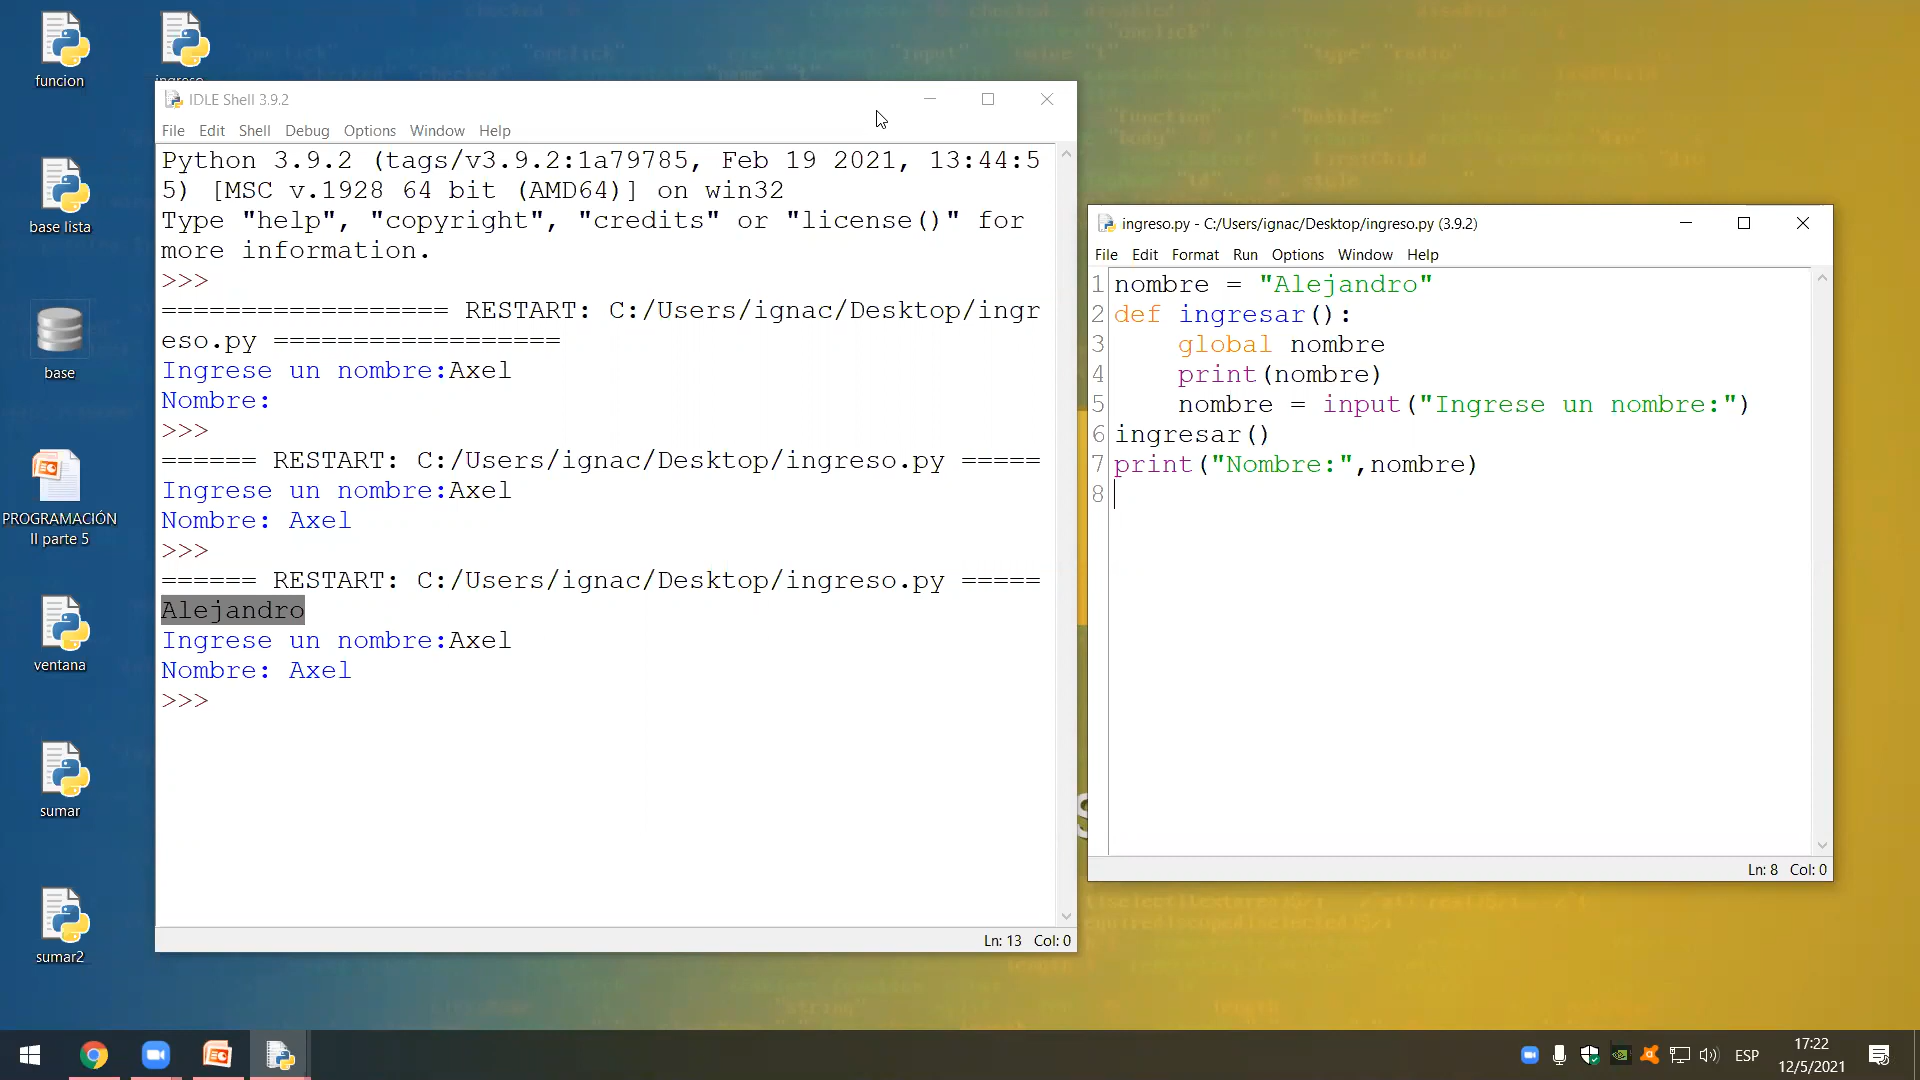 funcion
ingreso
base lista
base
PROGRAMACIÓN
II parte 5
ventana
sumar
sumar2
IDLE Shell 3.9.2
File Edit Shell Debug Options Window Help
Python 3.9.2 (tags/v3.9.2:1a79785, Feb 19 2021, 13:44:5
5) [MSC v.1928 64 bit (AMD64)] on win32
Type "help", "copyright", "credits" or "license()" for
more information.
>>>
================== RESTART: C:/Users/ignac/Desktop/ingr
eso.py ==================
Ingrese un nombre:Axel
Nombre:
>>>
====== RESTART: C:/Users/ignac/Desktop/ingreso.py =====
Ingrese un nombre:Axel
Nombre: Axel
>>>
====== RESTART: C:/Users/ignac/Desktop/ingreso.py =====
Alejandro
Ingrese un nombre:Axel
Nombre: Axel
>>>
Ln: 13 Col: 0
ingreso.py - C:/Users/ignac/Desktop/ingreso.py (3.9.2)
File Edit Format Run Options Window Help
1 nombre = "Alejandro"
2 def ingresar():
3     global nombre
4     print(nombre)
5     nombre = input("Ingrese un nombre:")
6 ingresar()
7 print("Nombre:",nombre)
8
Ln: 8 Col: 0
ESP
17:22
12/5/2021